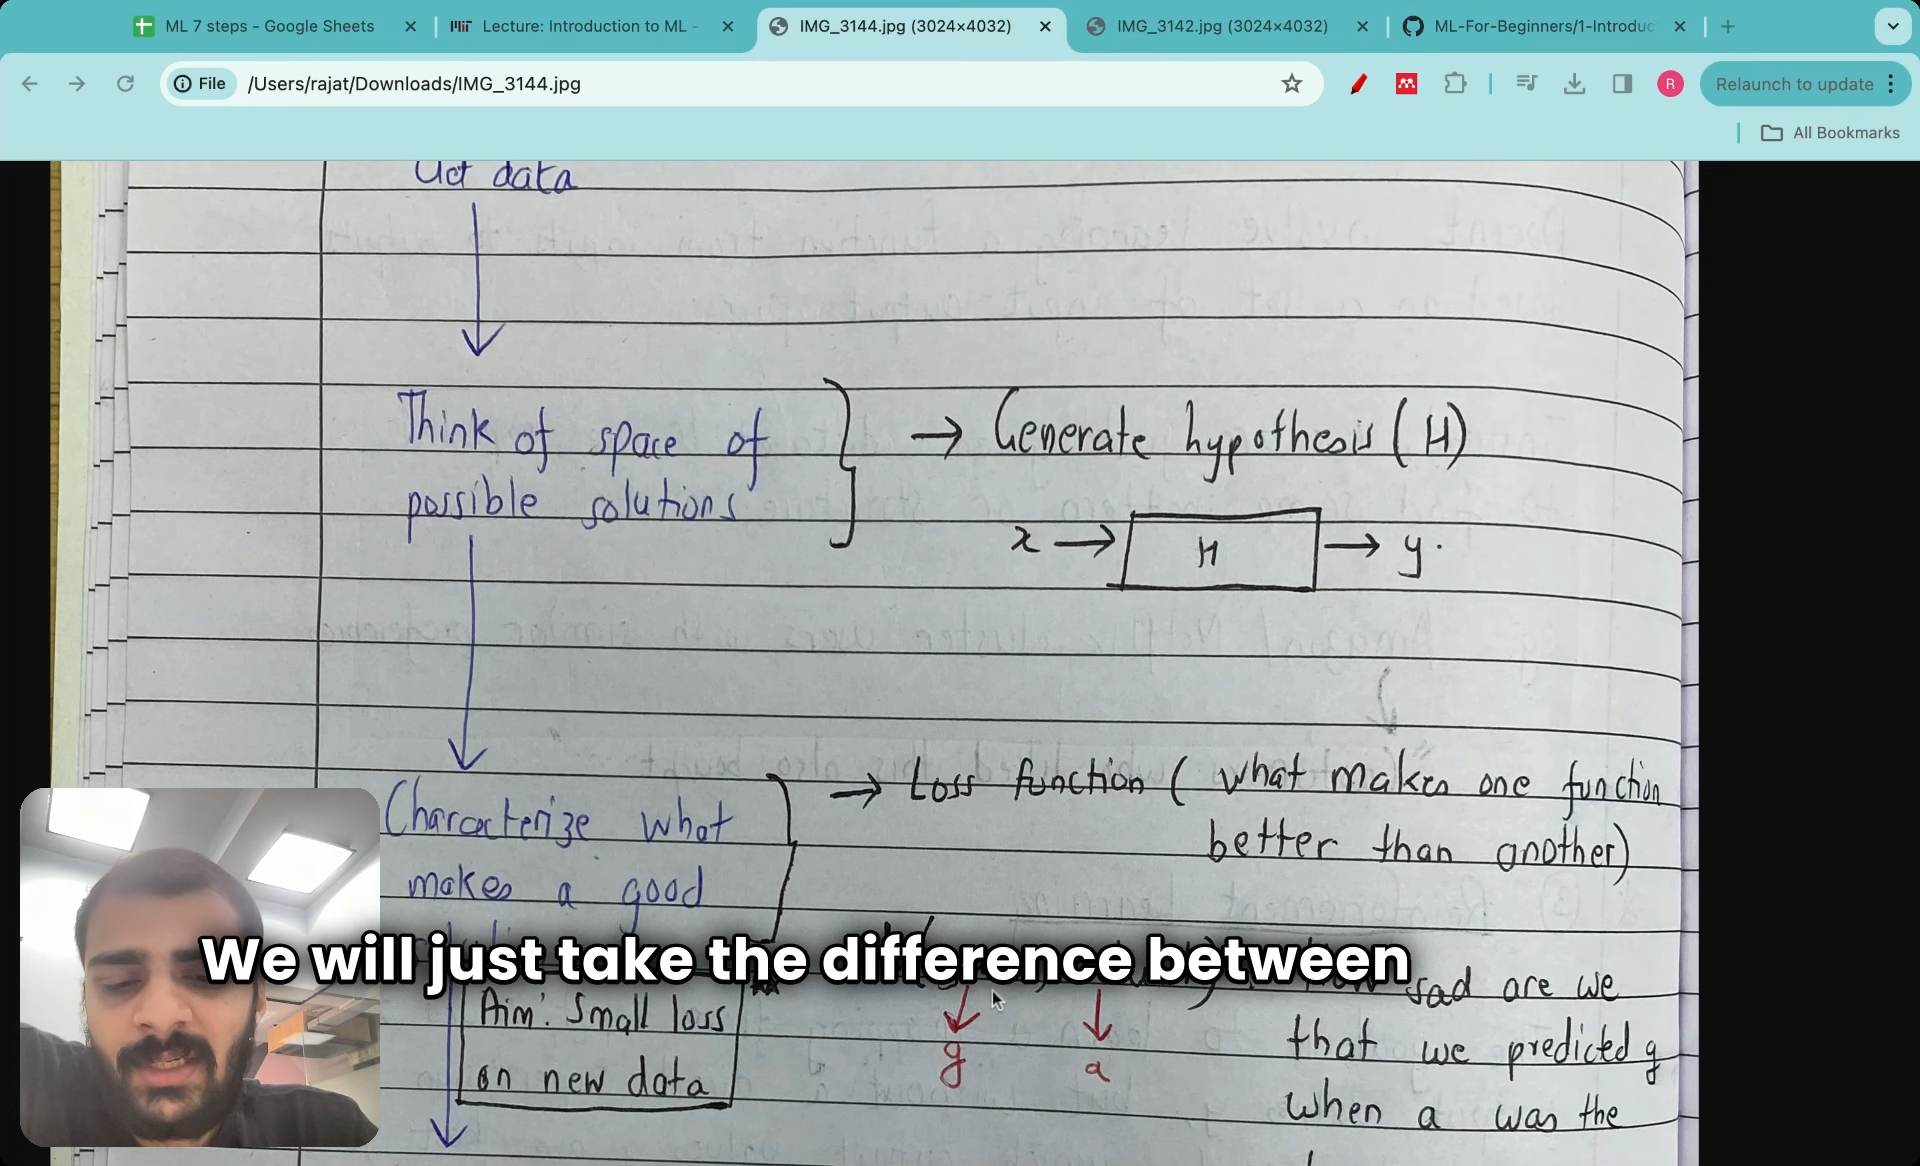 ML 7 steps - Google Sheets
MIT Lecture: Introduction to ML -
IMG_3144.jpg (3024×4032)
IMG_3142.jpg (3024×4032)
ML-For-Beginners/1-Introduc
File /Users/rajat/Downloads/IMG_3144.jpg
R
Relaunch to update
All Bookmarks
data
Think of space of
possible solutions
→ Generate hypothesis (H)
x → H → y.
Characterize what
makes a good
→ Loss function ( what makes one function
better than another)
We will just take the difference between
sad are we
that we predicted g
when a was the
g
a
Aim: Small loss
on new data